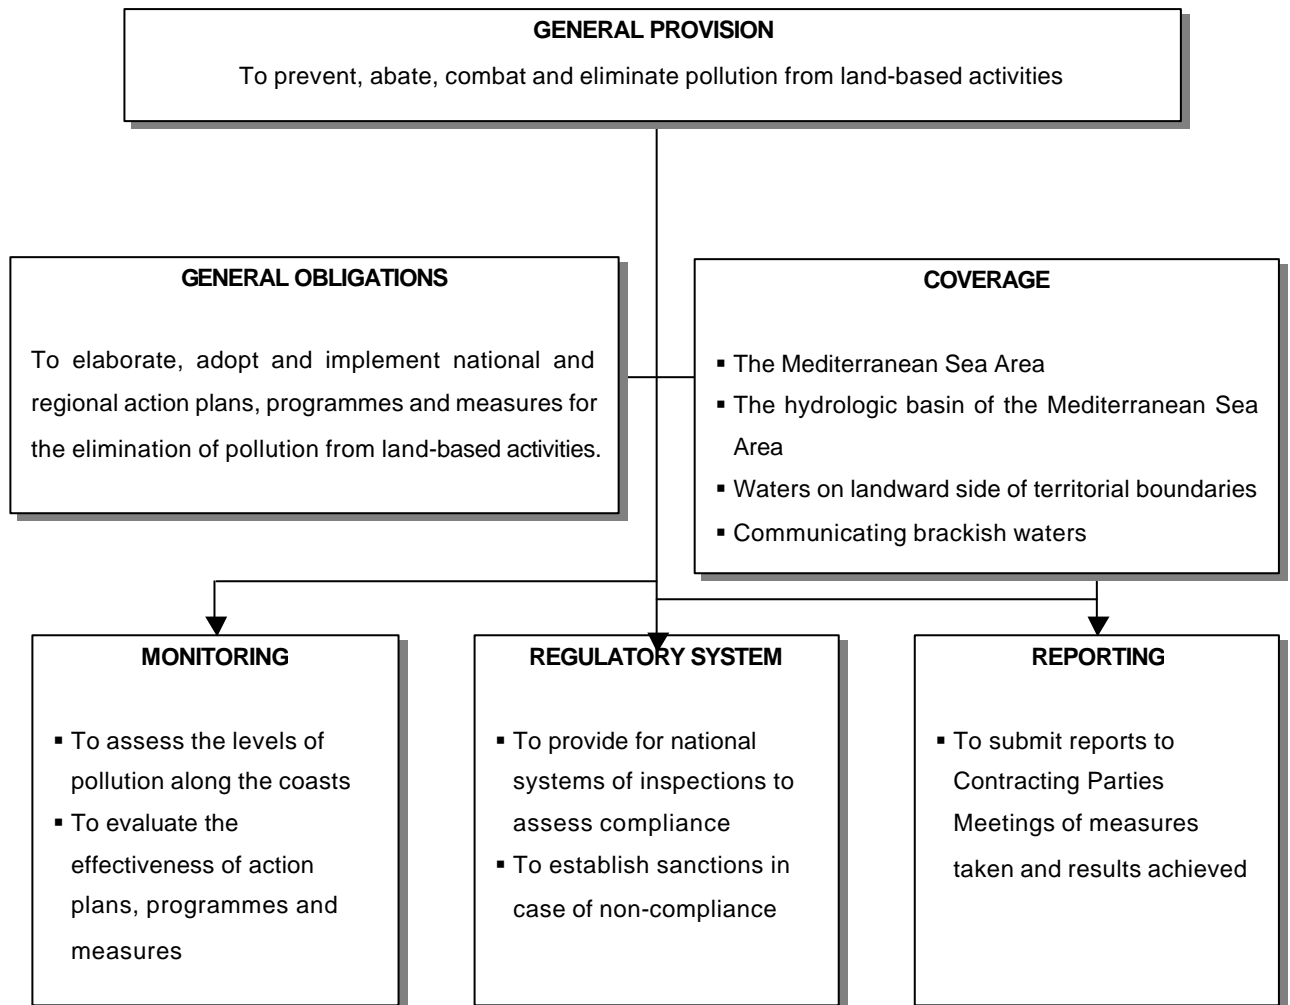 GENERAL PROVISION
To prevent, abate, combat and eliminate pollution from land-based activities
GENERAL OBLIGATIONS
To elaborate, adopt and implement national and
regional action plans, programmes and measures for
the elimination of pollution from land-based activities.
COVERAGE
▪ The Mediterranean Sea Area
▪ The hydrologic basin of the Mediterranean Sea
Area
▪ Waters on landward side of territorial boundaries
▪ Communicating brackish waters
MONITORING
▪ To assess the levels of
pollution along the coasts
▪ To evaluate the
effectiveness of action
plans, programmes and
measures
REGULATORY SYSTEM
▪ To provide for national
systems of inspections to
assess compliance
▪ To establish sanctions in
case of non-compliance
REPORTING
▪ To submit reports to
Contracting Parties
Meetings of measures
taken and results achieved